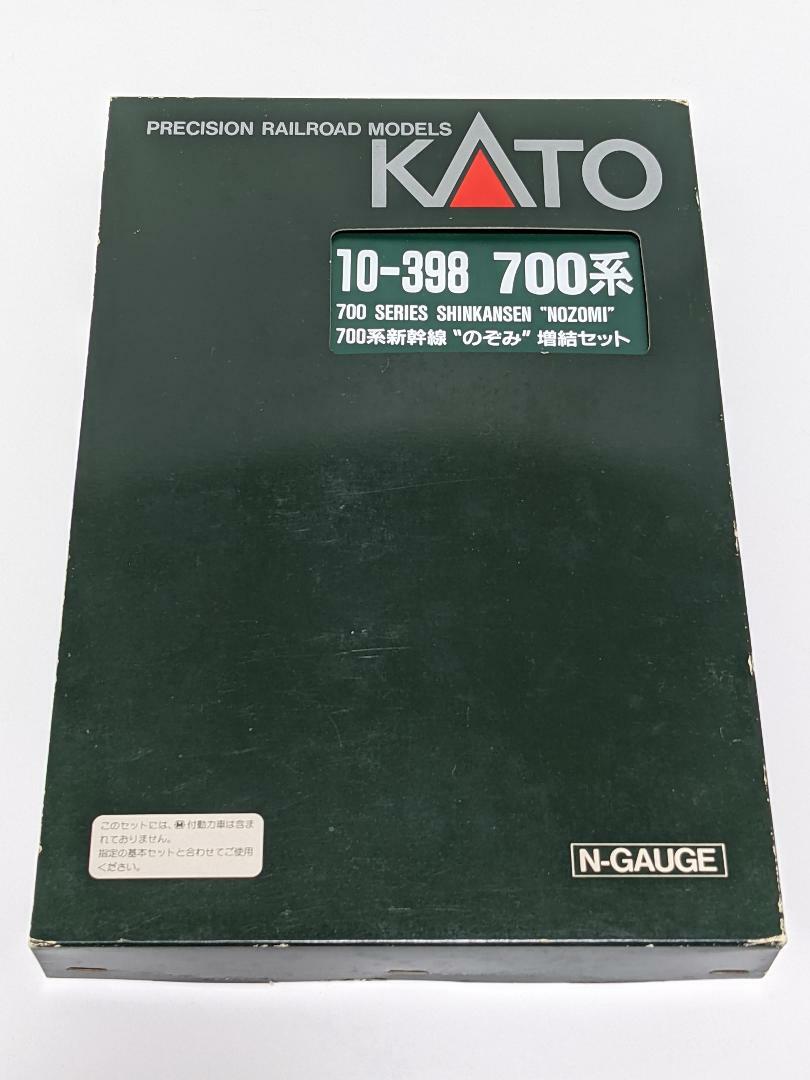 PRECISION RAILROAD MODELS
KATO
10-398 700系
700 SERIES SHINKANSEN "NOZOMI"
700系新幹線 "のぞみ" 増結セット
このセットには、Ⓜ付動力車は含ま
れておりません。
指定の基本セットと合わせてご使用
ください。
N-GAUGE